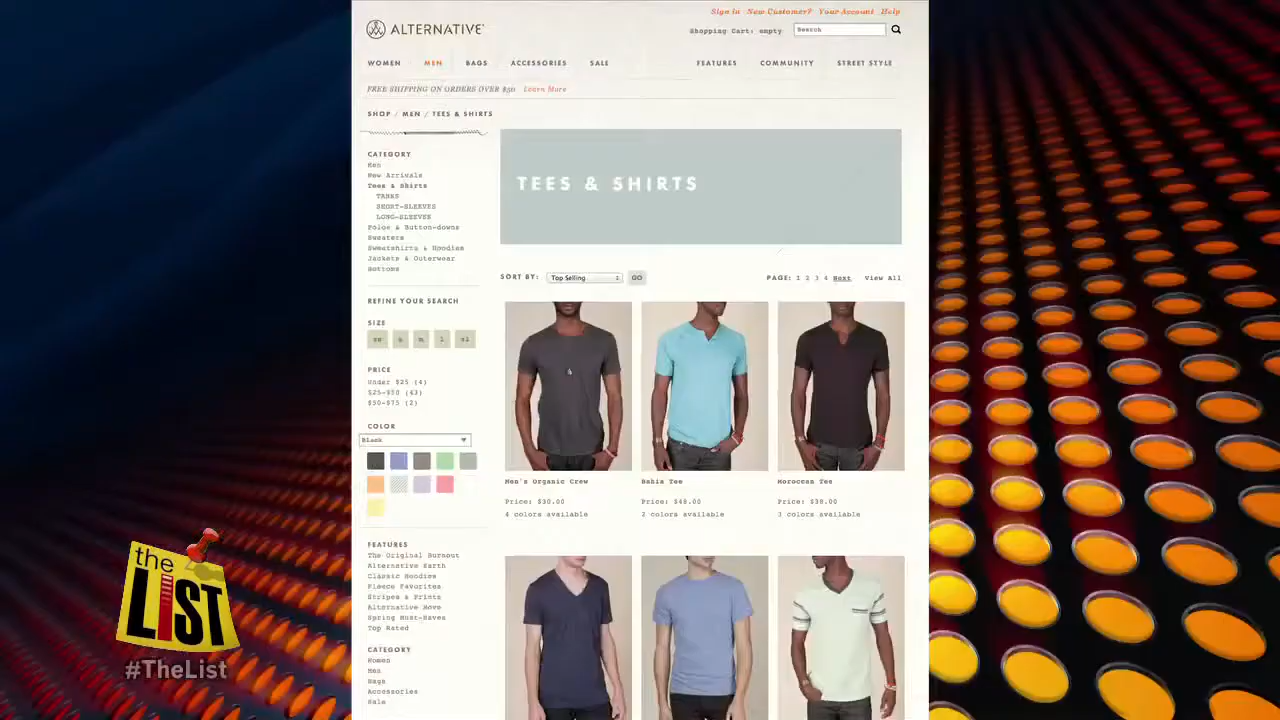 Sign in New Customer? Your Account Help
ALTERNATIVE
Shopping Cart: empty
Search
WOMEN MEN BAGS ACCESSORIES SALE FEATURES COMMUNITY STREET STYLE
FREE SHIPPING ON ORDERS OVER $50 Learn More
SHOP / MEN / TEES & SHIRTS
CATEGORY
Men
New Arrivals
Tees & Shirts
TANKS
SHORT-SLEEVES
LONG-SLEEVES
Polos & Button-downs
Sweaters
Sweatshirts & Hoodies
Jackets & Outerwear
Bottoms
TEES & SHIRTS
SORT BY: Top Selling GO
PAGE: 1 2 3 4 Next View All
REFINE YOUR SEARCH
SIZE
xs s m l xl
PRICE
Under $25 (4)
$25-$50 (43)
$50-$75 (2)
COLOR
Black
Men's Organic Crew
Price: $30.00
4 colors available
Bahia Tee
Price: $48.00
2 colors available
Moroccan Tee
Price: $38.00
3 colors available
FEATURES
The Original Burnout
Alternative Earth
Classic Hoodies
Fleece Favorites
Stripes & Prints
Alternative Move
Spring Must-Haves
Top Rated
CATEGORY
Women
Men
Bags
Accessories
Sale
the
LIST
#TheList